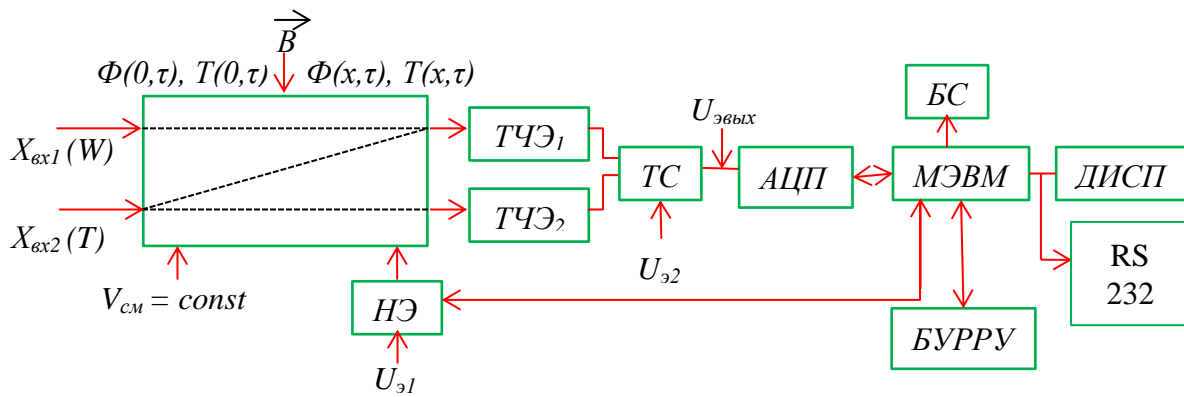 B
Φ(0,τ), T(0,τ) Φ(x,τ), T(x,τ)
БС
Uэвых
Xвх1 (W)
ТЧЭ1
ТС
АЦП
МЭВМ
ДИСП
Xвх2 (T)
ТЧЭ2
Uэ2
RS
232
Vсм = const
НЭ
БУРРУ
Uэ1